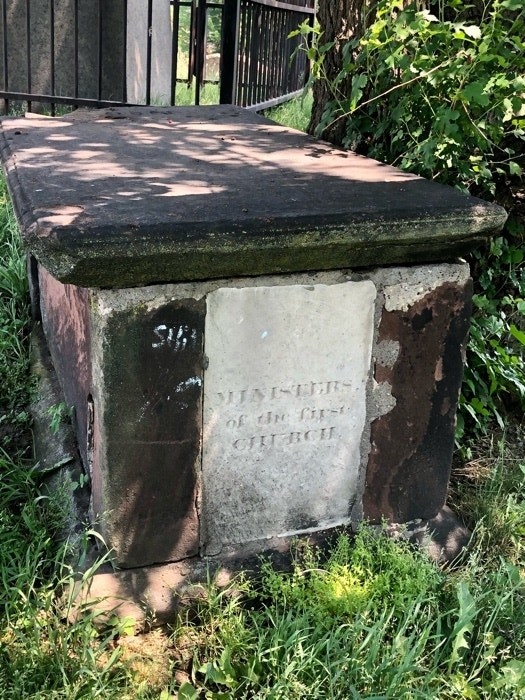 MINISTERS
of the first
CHURCH